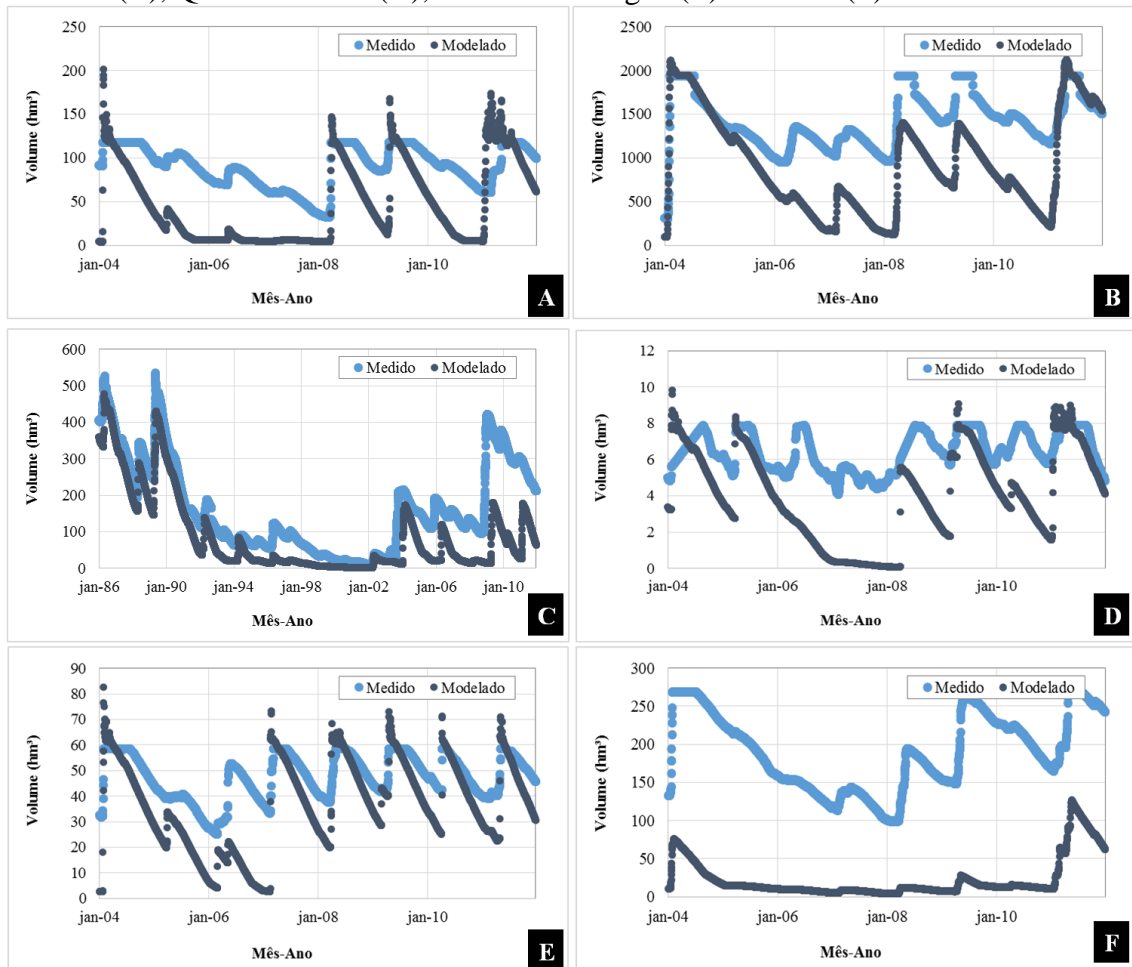 Medido Modelado
Volume (hm³)
250
200
150
100
50
0
jan-04 jan-06 jan-08 jan-10
Mês-Ano
A
Medido Modelado
Volume (hm³)
2500
2000
1500
1000
500
0
jan-04 jan-06 jan-08 jan-10
Mês-Ano
B
Medido Modelado
Volume (hm³)
600
500
400
300
200
100
0
jan-86 jan-90 jan-94 jan-98 jan-02 jan-06 jan-10
Mês-Ano
C
Medido Modelado
Volume (hm³)
12
10
8
6
4
2
0
jan-04 jan-06 jan-08 jan-10
Mês-Ano
D
Medido Modelado
Volume (hm³)
90
80
70
60
50
40
30
20
10
0
jan-04 jan-06 jan-08 jan-10
Mês-Ano
E
Medido Modelado
Volume (hm³)
300
250
200
150
100
50
0
jan-04 jan-06 jan-08 jan-10
Mês-Ano
F